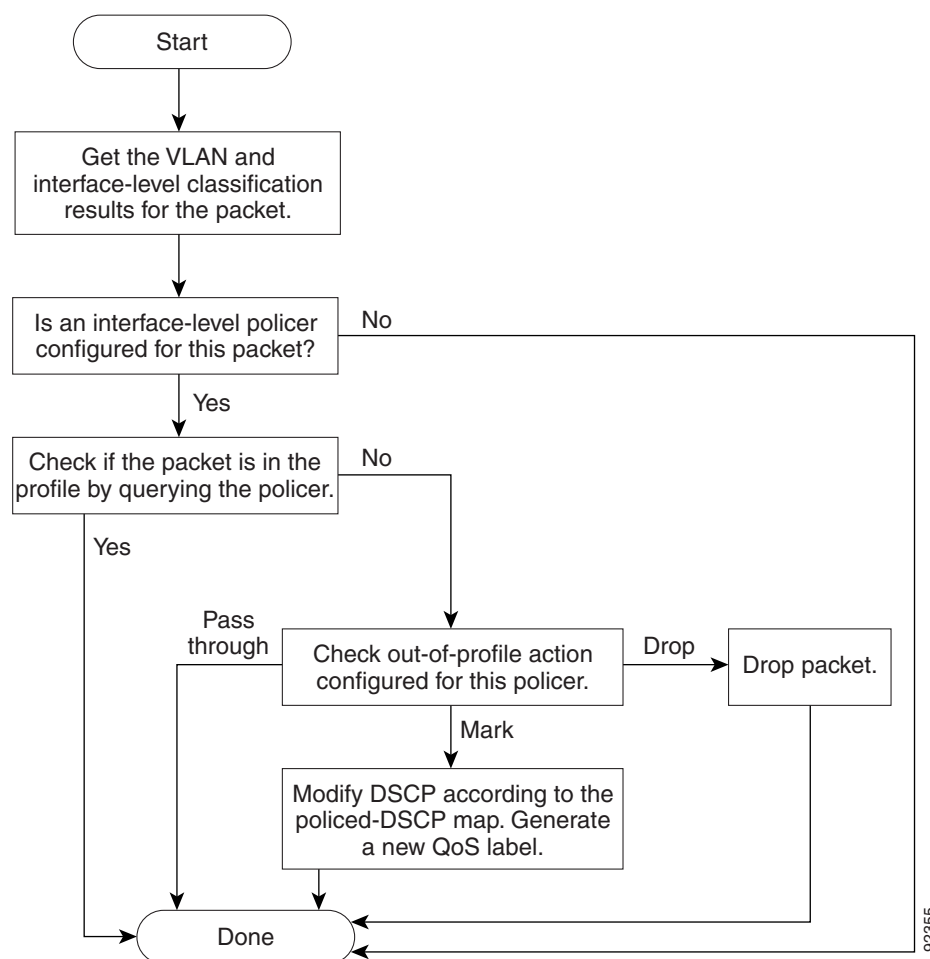 Start
Get the VLAN and
interface-level classification
results for the packet.
Is an interface-level policer
configured for this packet?
No
Yes
Check if the packet is in the
profile by querying the policer.
No
Yes
Pass
through
Check out-of-profile action
configured for this policer.
Drop
Drop packet.
Mark
Modify DSCP according to the
policed-DSCP map. Generate
a new QoS label.
Done
92355